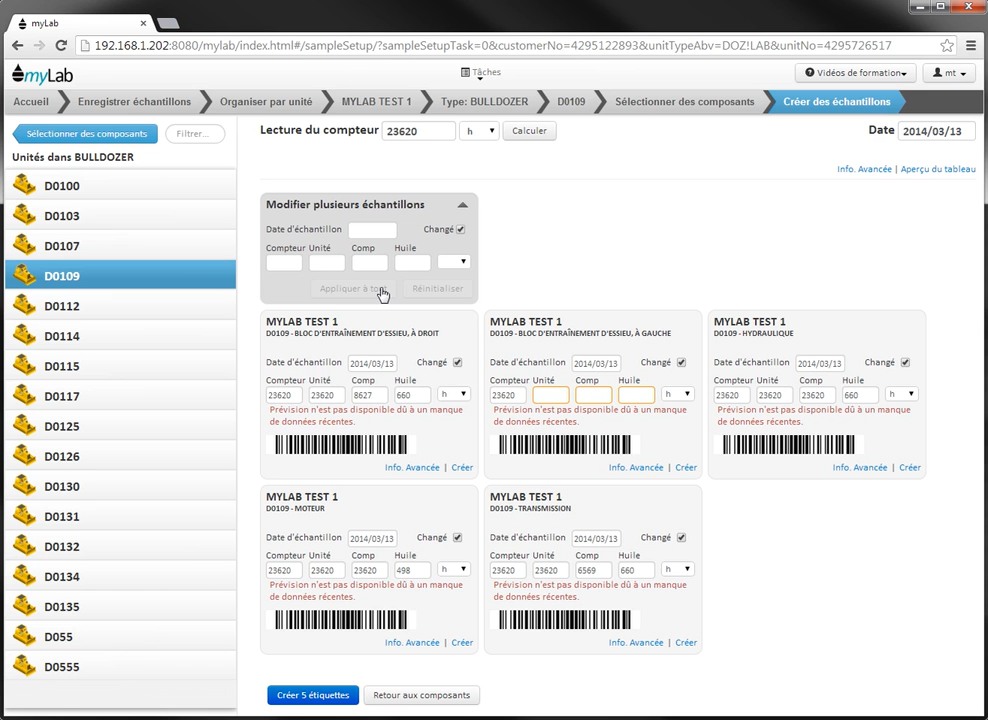 myLab
192.168.1.202:8080/mylab/index.html#/sampleSetup/?sampleSetupTask=0&customerNo=4295122893&unitTypeAbv=DOZ!LAB&unitNo=4295726517
myLab
Tâches
Vidéos de formation
mt
Accueil
Enregistrer échantillons
Organiser par unité
MYLAB TEST 1
Type: BULLDOZER
D0109
Sélectionner des composants
Créer des échantillons
Sélectionner des composants
Filtrer...
Unités dans BULLDOZER
D0100
D0103
D0107
D0109
D0112
D0114
D0115
D0117
D0125
D0126
D0130
D0131
D0132
D0134
D0135
D055
D0555
Lecture du compteur 23620 h Calculer
Date 2014/03/13
Info. Avancée | Aperçu du tableau
Modifier plusieurs échantillons
Date d'échantillon Changé
Compteur Unité Comp Huile
Appliquer à tous Réinitialiser
MYLAB TEST 1
D0109 - BLOC D'ENTRAÎNEMENT D'ESSIEU, À DROIT
Date d'échantillon 2014/03/13 Changé
Compteur Unité Comp Huile
23620 23620 8627 660 h
Prévision n'est pas disponible dû à un manque
de données récentes.
Info. Avancée | Créer
MYLAB TEST 1
D0109 - BLOC D'ENTRAÎNEMENT D'ESSIEU, À GAUCHE
Date d'échantillon 2014/03/13 Changé
Compteur Unité Comp Huile
23620 h
Prévision n'est pas disponible dû à un manque
de données récentes.
Info. Avancée | Créer
MYLAB TEST 1
D0109 - HYDRAULIQUE
Date d'échantillon 2014/03/13 Changé
Compteur Unité Comp Huile
23620 23620 23620 660 h
Prévision n'est pas disponible dû à un manque
de données récentes.
Info. Avancée | Créer
MYLAB TEST 1
D0109 - MOTEUR
Date d'échantillon 2014/03/13 Changé
Compteur Unité Comp Huile
23620 23620 23620 498 h
Prévision n'est pas disponible dû à un manque
de données récentes.
Info. Avancée | Créer
MYLAB TEST 1
D0109 - TRANSMISSION
Date d'échantillon 2014/03/13 Changé
Compteur Unité Comp Huile
23620 23620 6569 660 h
Prévision n'est pas disponible dû à un manque
de données récentes.
Info. Avancée | Créer
Créer 5 étiquettes
Retour aux composants